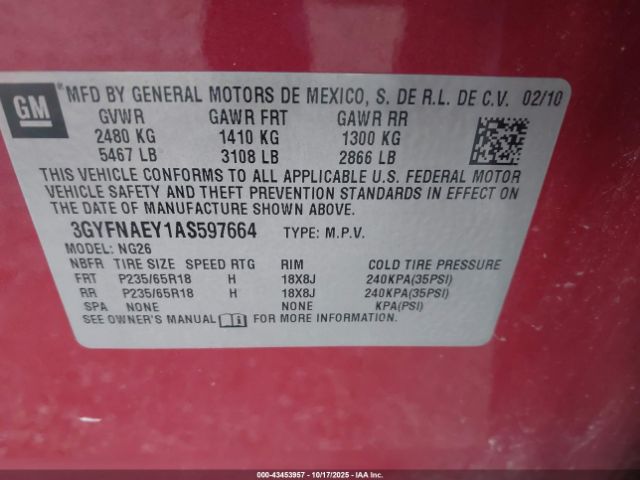 GM
MFD BY GENERAL MOTORS DE MEXICO, S. DE R.L. DE C.V. 02/10
GVWR GAWR FRT GAWR RR
2480 KG 1410 KG 1300 KG
5467 LB 3108 LB 2866 LB
THIS VEHICLE CONFORMS TO ALL APPLICABLE U.S. FEDERAL MOTOR
VEHICLE SAFETY AND THEFT PREVENTION STANDARDS IN EFFECT ON
THE DATE OF MANUFACTURE SHOWN ABOVE.
3GYFNAEY1AS597664 TYPE: M.P.V.
MODEL: NG26
NBFR TIRE SIZE SPEED RTG RIM COLD TIRE PRESSURE
FRT P235/65R18 H 18X8J 240KPA(35PSI)
RR P235/65R18 H 18X8J 240KPA(35PSI)
SPA NONE NONE KPA(PSI)
SEE OWNER'S MANUAL FOR MORE INFORMATION.
000-43453957 - 10/17/2025 - IAAI.COM